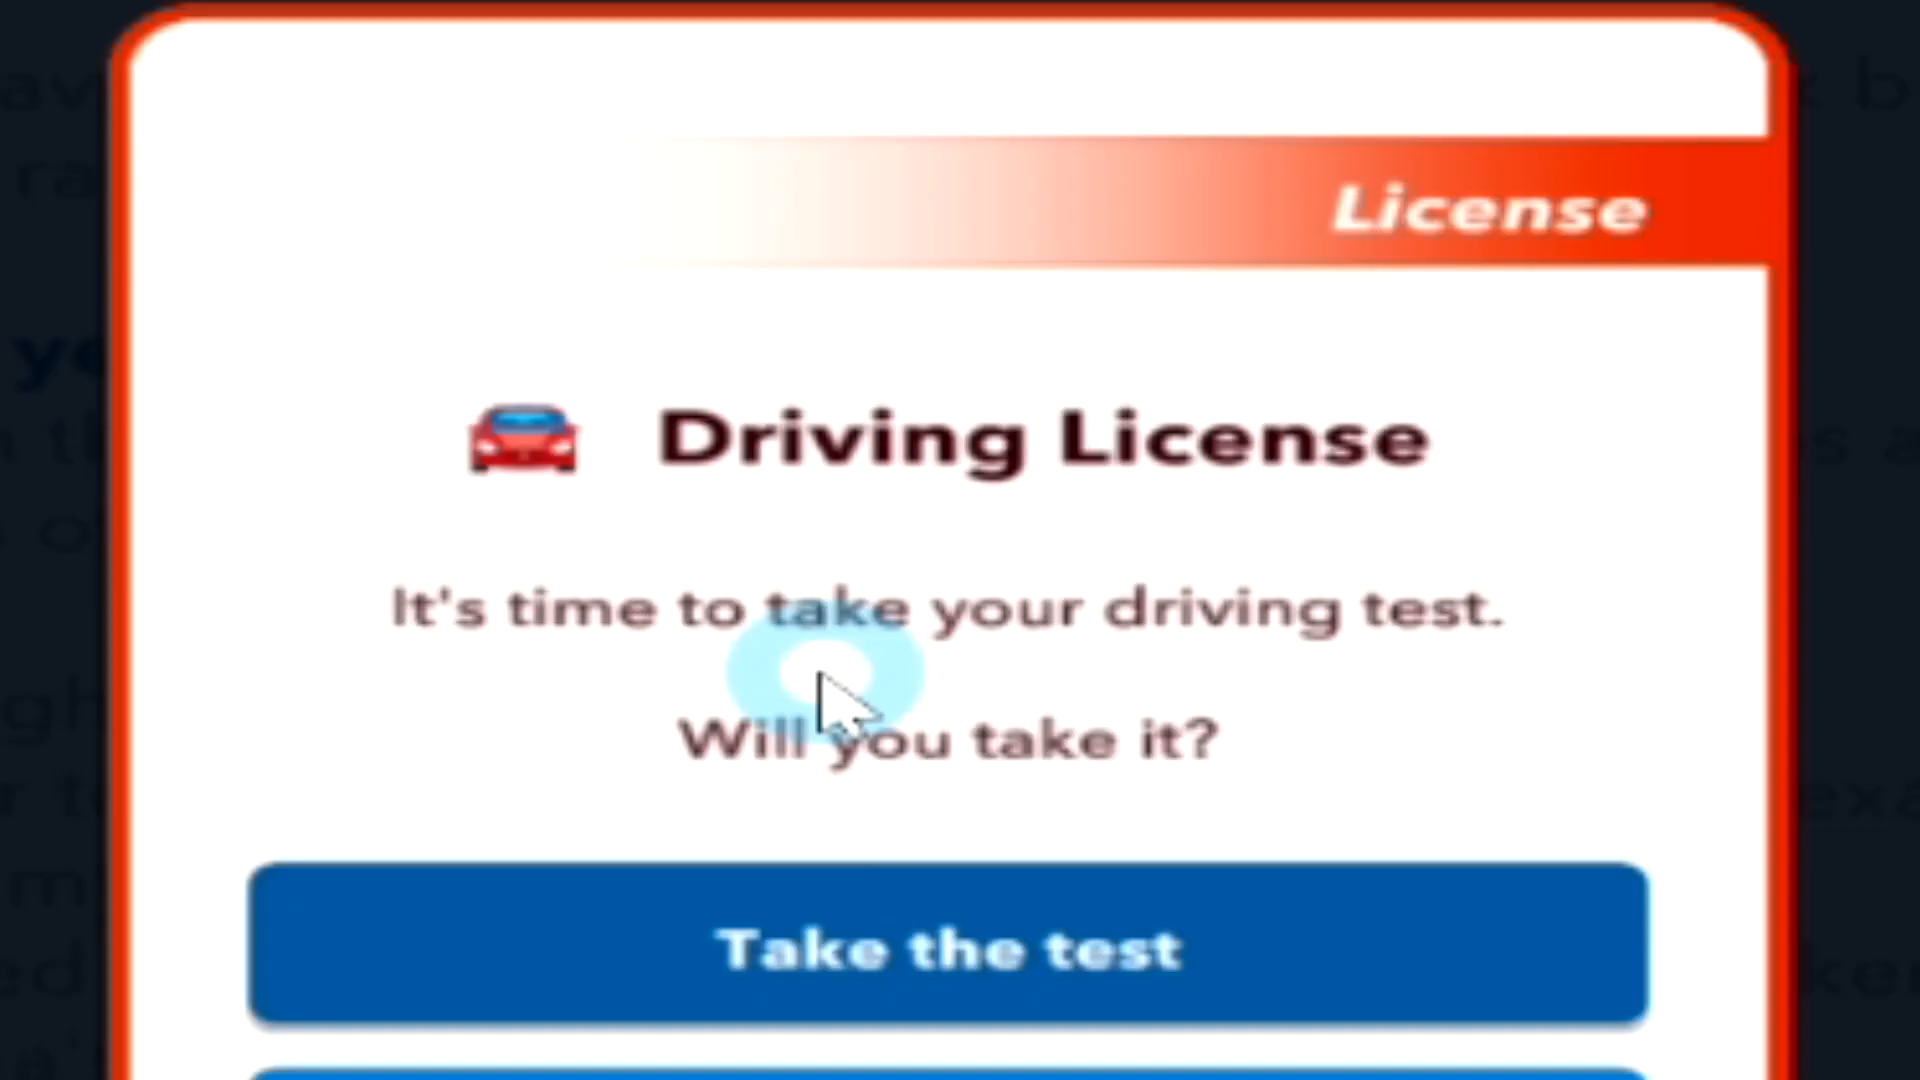 License
Driving License
It's time to take your driving test.
Will you take it?
Take the test